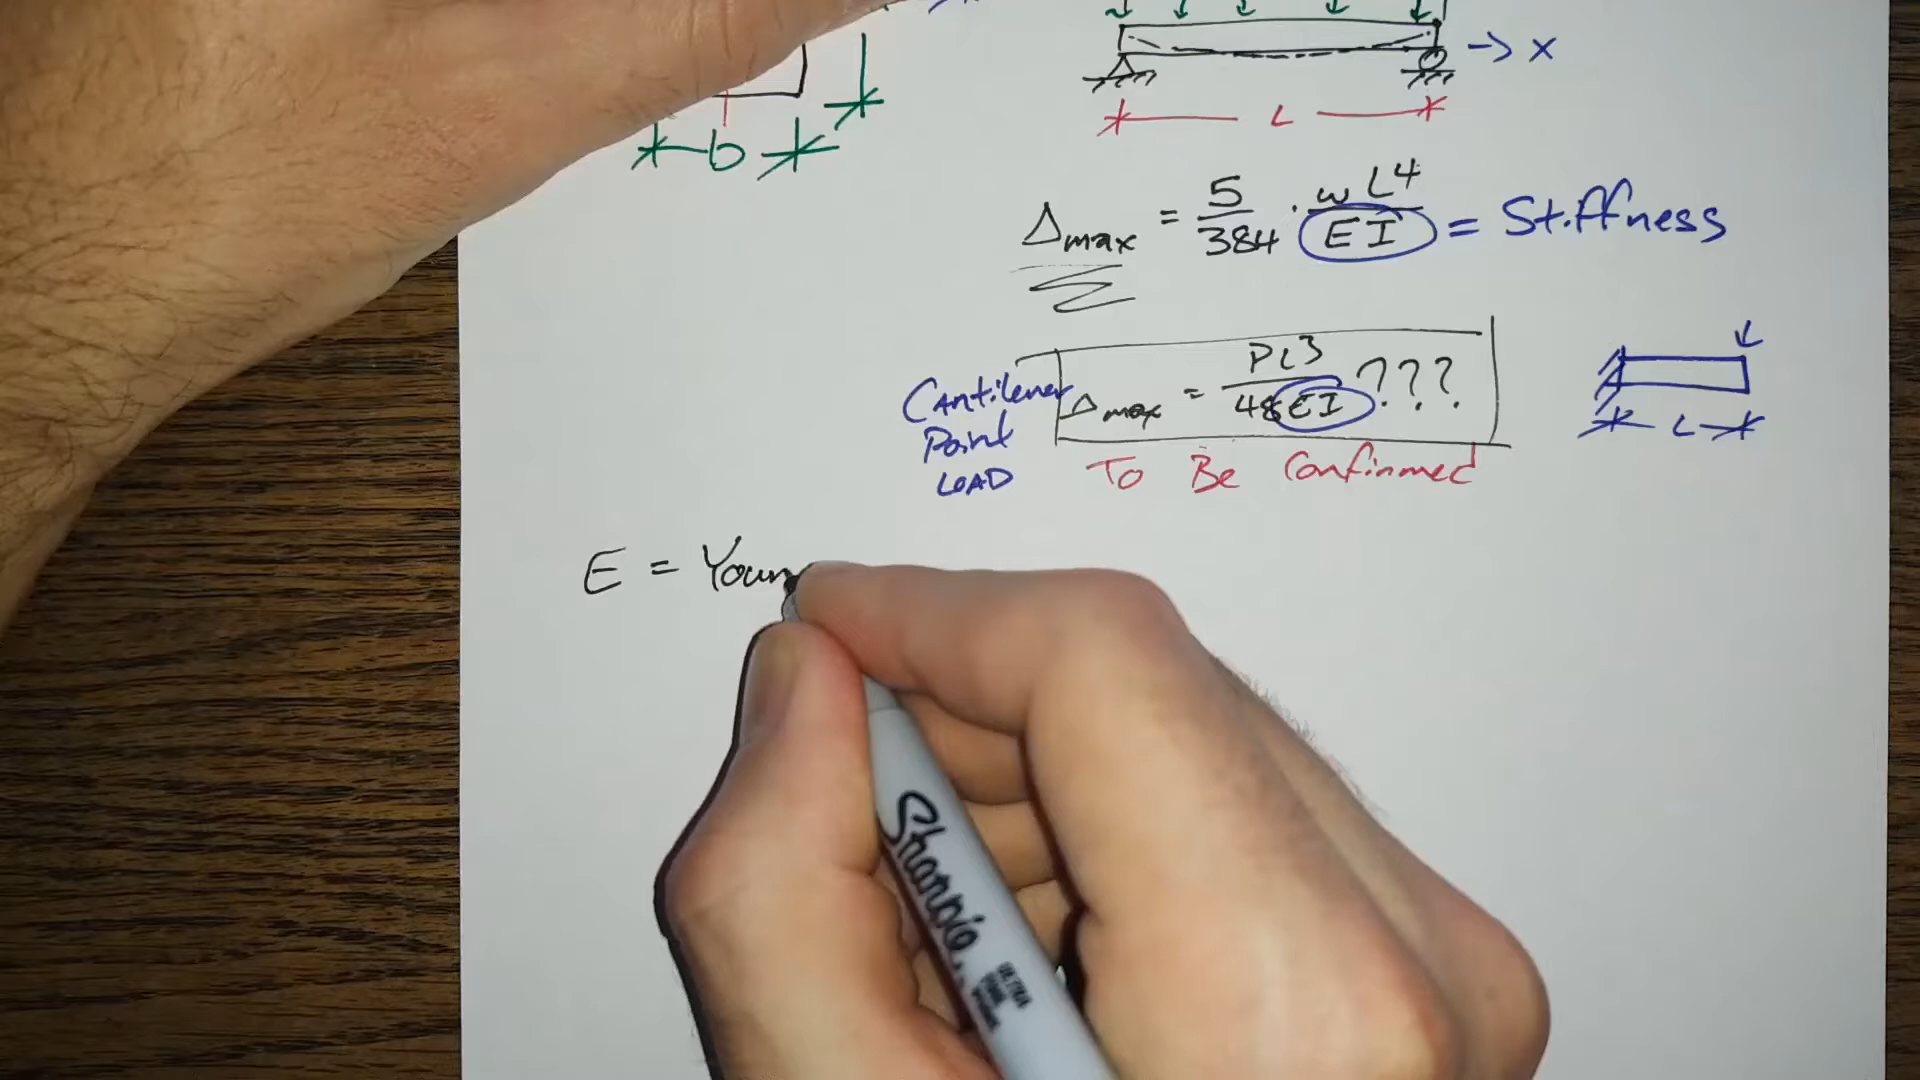 → x
L
b
Δmax = 5/384 · wL4/EI = Stiffness
Cantilever Point LOAD
Δmax = PL3/48EI ???
L
To Be Confirmed
E = Youn
Sharpie